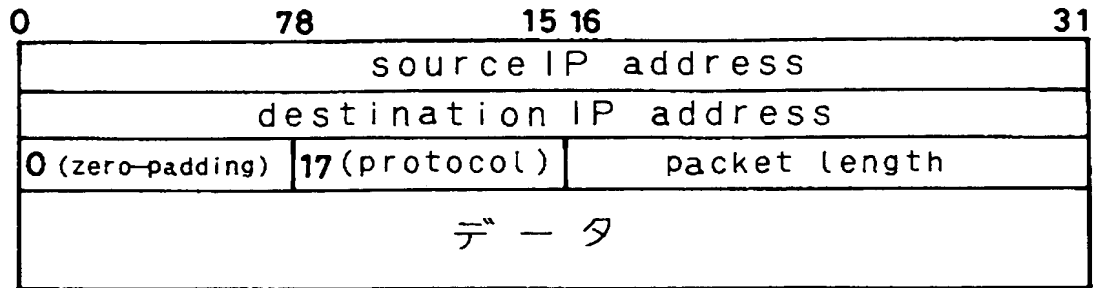 0 78 15 16 31
source IP address
destination IP address
0 (zero-padding) 17 (protocol) packet length
データ